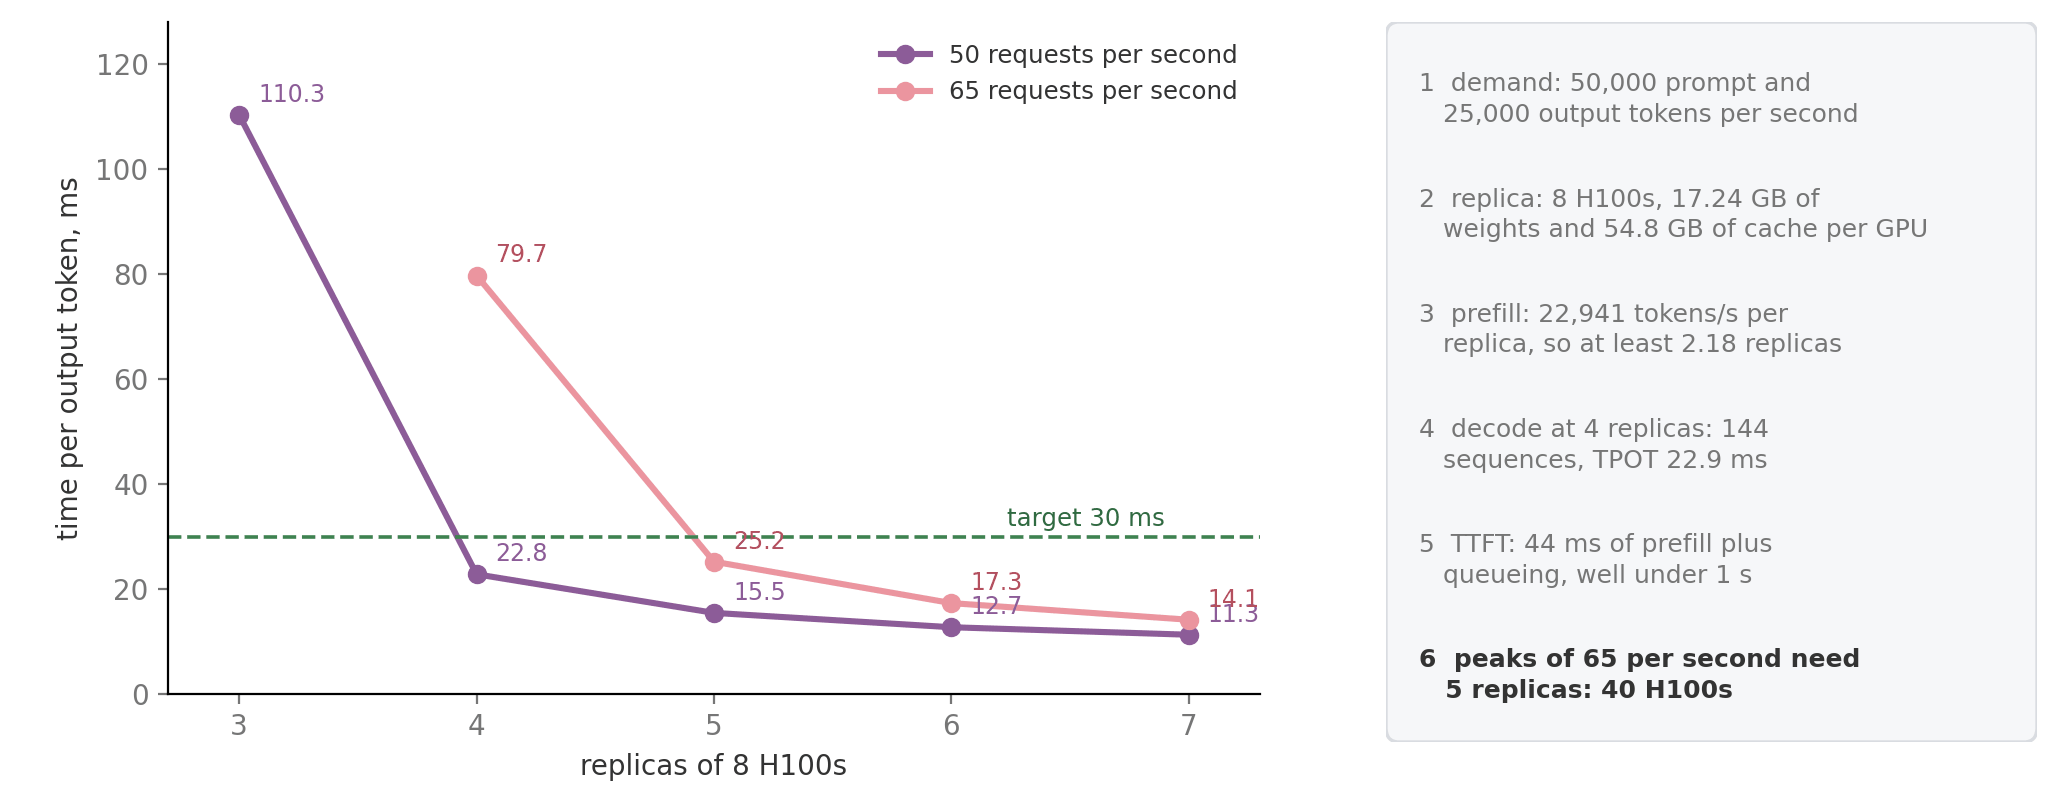 120
100
80
60
40
20
0
time per output token, ms
3
4
5
6
7
replicas of 8 H100s
50 requests per second
65 requests per second
110.3
79.7
target 30 ms
25.2
22.8
15.5
17.3
12.7
14.1
11.3
1 demand: 50,000 prompt and
25,000 output tokens per second
2 replica: 8 H100s, 17.24 GB of
weights and 54.8 GB of cache per GPU
3 prefill: 22,941 tokens/s per
replica, so at least 2.18 replicas
4 decode at 4 replicas: 144
sequences, TPOT 22.9 ms
5 TTFT: 44 ms of prefill plus
queueing, well under 1 s
6 peaks of 65 per second need
5 replicas: 40 H100s